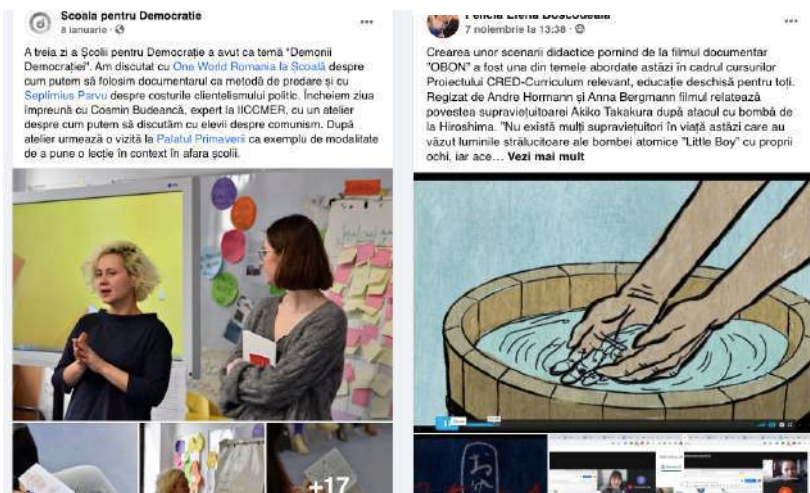 Scoala pentru Democratie
8 ianuarie
A treia zi a Școlii pentru Democrație a avut ca temă "Demonii
Democrației". Am discutat cu One World Romania la Școală despre
cum putem să folosim documentarul ca metodă de predare și cu
Septimius Parvu despre costurile clientelismului politic. Încheiem ziua
împreună cu Cosmin Budeancă, expert la IICCMER, cu un atelier
despre cum putem să discutăm cu elevii despre comunism. După
atelier urmează o vizită la Palatul Primaverii ca exemplu de modalitate
de a pune o lecție în context în afara școlii.
+17
Felicia Elena Boscodeala
7 noiembrie la 13:38
Crearea unor scenarii didactice pornind de la filmul documentar
"OBON" a fost una din temele abordate astăzi în cadrul cursurilor
Proiectului CRED-Curriculum relevant, educație deschisă pentru toți.
Regizat de Andre Hormann și Anna Bergmann filmul relatează
povestea supraviețuitoarei Akiko Takakura după atacul cu bombă de
la Hiroshima. "Nu există mulți supraviețuitori în viață astăzi care au
văzut luminile strălucitoare ale bombei atomice "Little Boy" cu proprii
ochi, iar ace… Vezi mai mult